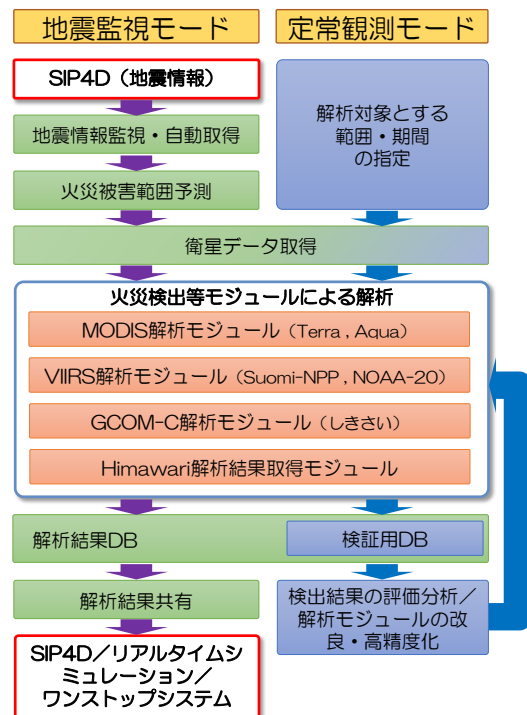 地震監視モード
定常観測モード
SIP4D（地震情報）
地震情報監視・自動取得
火災被害範囲予測
解析対象とする
範囲・期間
の指定
衛星データ取得
火災検出等モジュールによる解析
MODIS解析モジュール（Terra , Aqua）
VIIRS解析モジュール（Suomi-NPP , NOAA-20）
GCOM-C解析モジュール（しきさい）
Himawari解析結果取得モジュール
解析結果DB
検証用DB
解析結果共有
検出結果の評価分析／
解析モジュールの改
良・高精度化
SIP4D／リアルタイムシ
ミュレーション／
ワンストップシステム